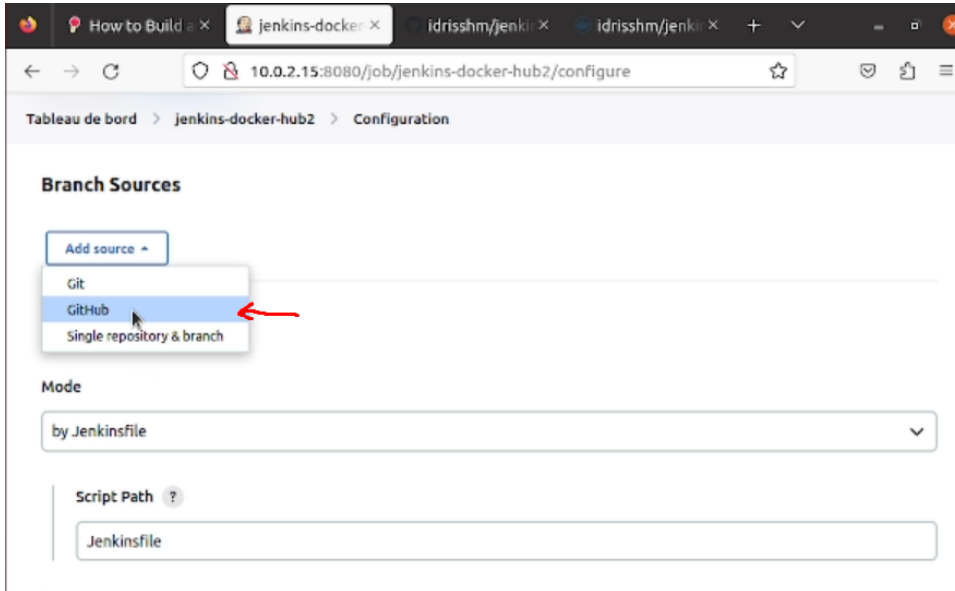 How to Build a
jenkins-docker
idrisshm/jenki
idrisshm/jenki
10.0.2.15:8080/job/jenkins-docker-hub2/configure
Tableau de bord > jenkins-docker-hub2 > Configuration
Branch Sources
Add source
Git
GitHub
Single repository & branch
Mode
by Jenkinsfile
Script Path ?
Jenkinsfile